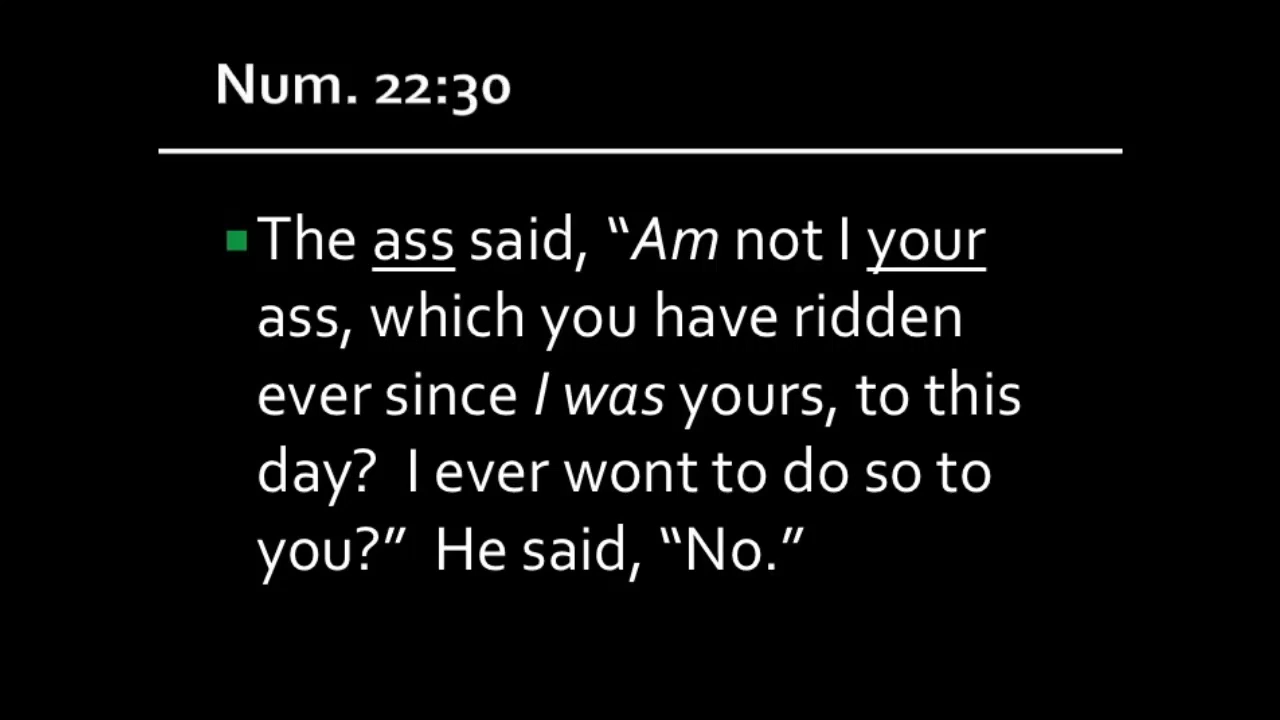 Num. 22:30
The ass said, “Am not I your
ass, which you have ridden
ever since I was yours, to this
day?  I ever wont to do so to
you?”  He said, “No.”